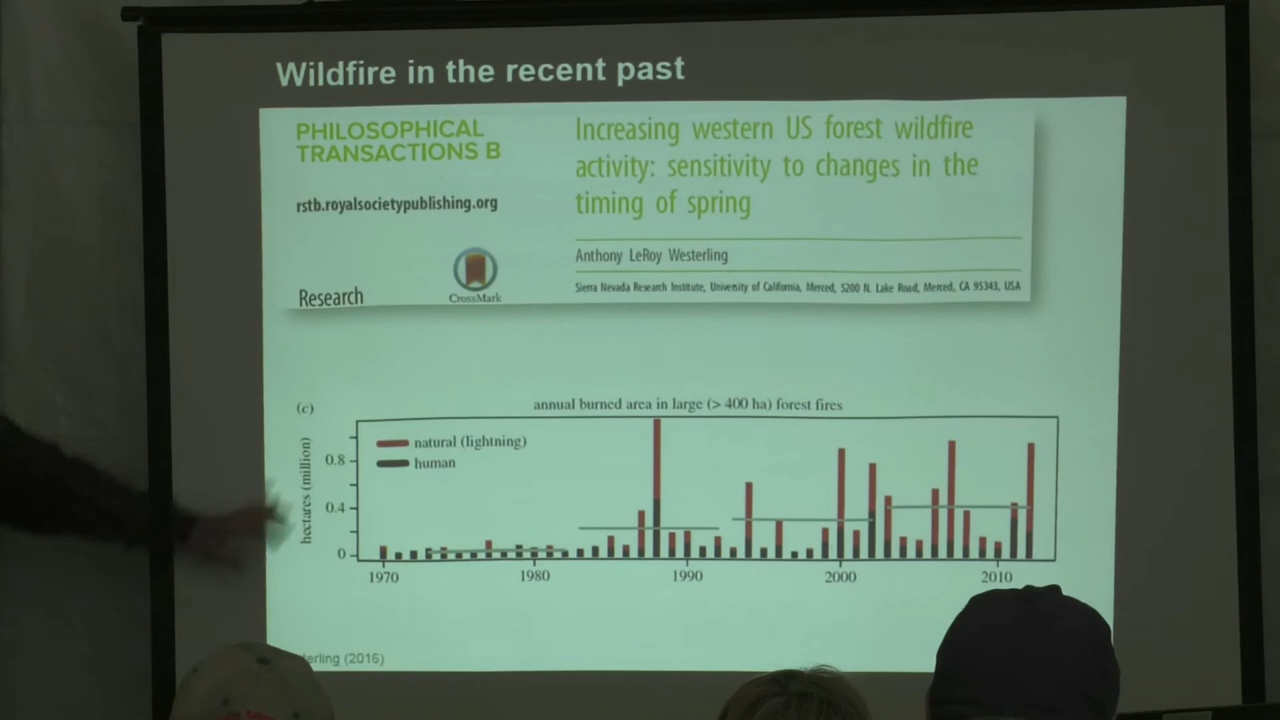 Wildfire in the recent past
PHILOSOPHICAL
TRANSACTIONS B
rstb.royalsocietypublishing.org
Research
CrossMark
Increasing western US forest wildfire
activity: sensitivity to changes in the
timing of spring
Anthony LeRoy Westerling
Sierra Nevada Research Institute, University of California, Merced, 5200 N. Lake Road, Merced, CA 95343, USA
(c)
annual burned area in large (> 400 ha) forest fires
natural (lightning)
human
hectares (million)
0.8
0.4
0
1970 1980 1990 2000 2010
erling (2016)